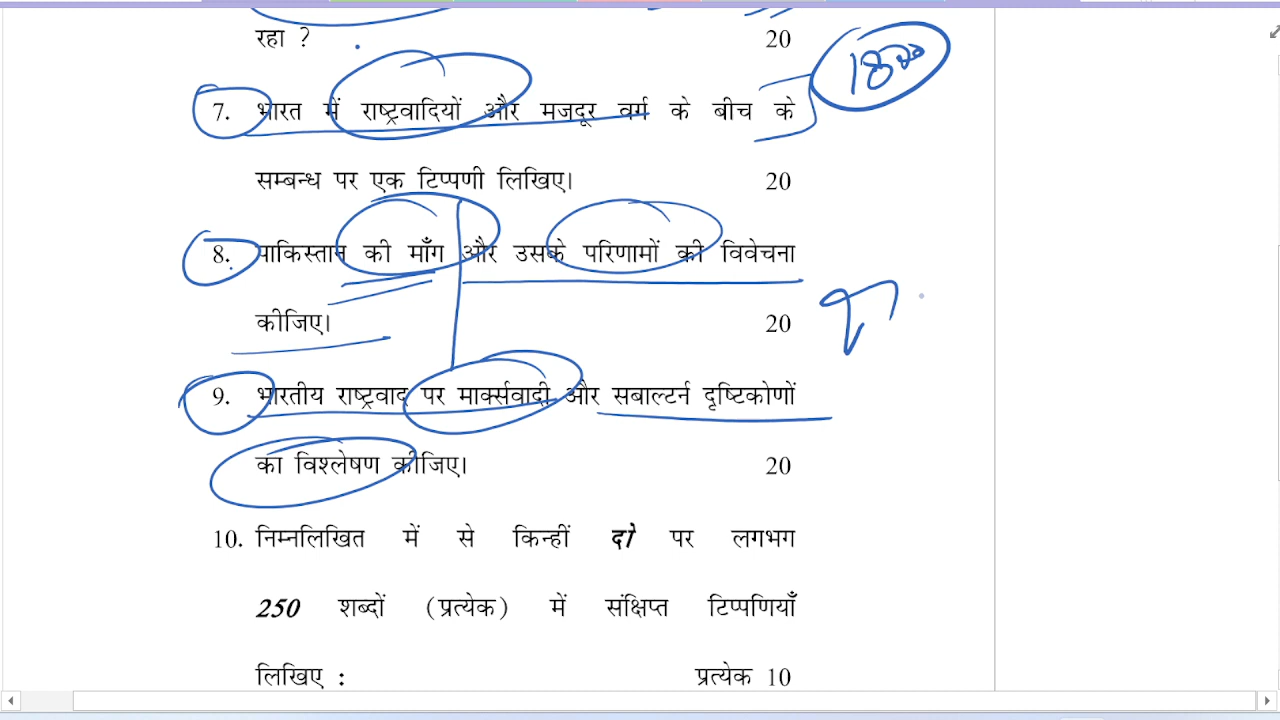 रहा ? 20
1800
7. भारत में राष्ट्रवादियों और मजदूर वर्ग के बीच के
सम्बन्ध पर एक टिप्पणी लिखिए। 20
8. पाकिस्तान की माँग और उसके परिणामों की विवेचना
कीजिए। 20
9. भारतीय राष्ट्रवाद पर मार्क्सवादी और सबाल्टर्न दृष्टिकोणों
का विश्लेषण कीजिए। 20
10. निम्नलिखित में से किन्हीं दो पर लगभग
250 शब्दों (प्रत्येक) में संक्षिप्त टिप्पणियाँ
लिखिए : प्रत्येक 10